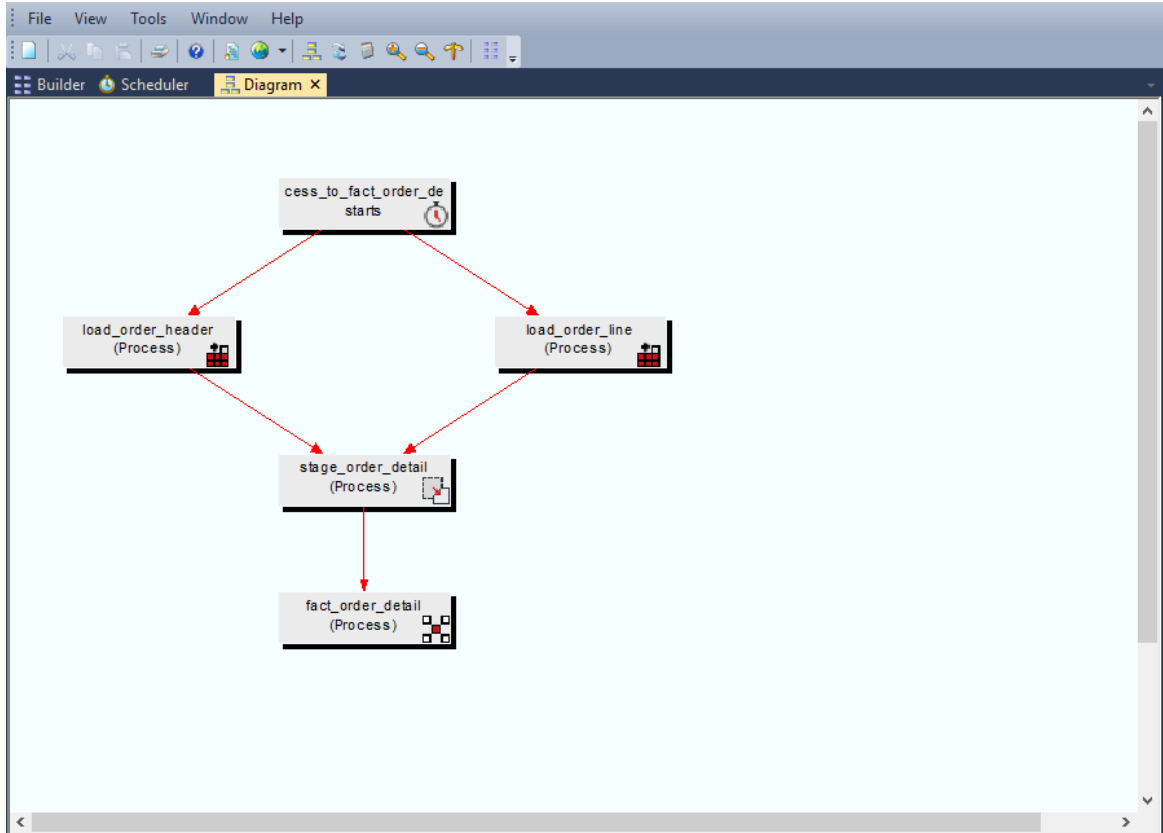 File View Tools Window Help
Builder Scheduler Diagram
cess_to_fact_order_de
starts
load_order_header
(Process)
load_order_line
(Process)
stage_order_detail
(Process)
fact_order_detail
(Process)